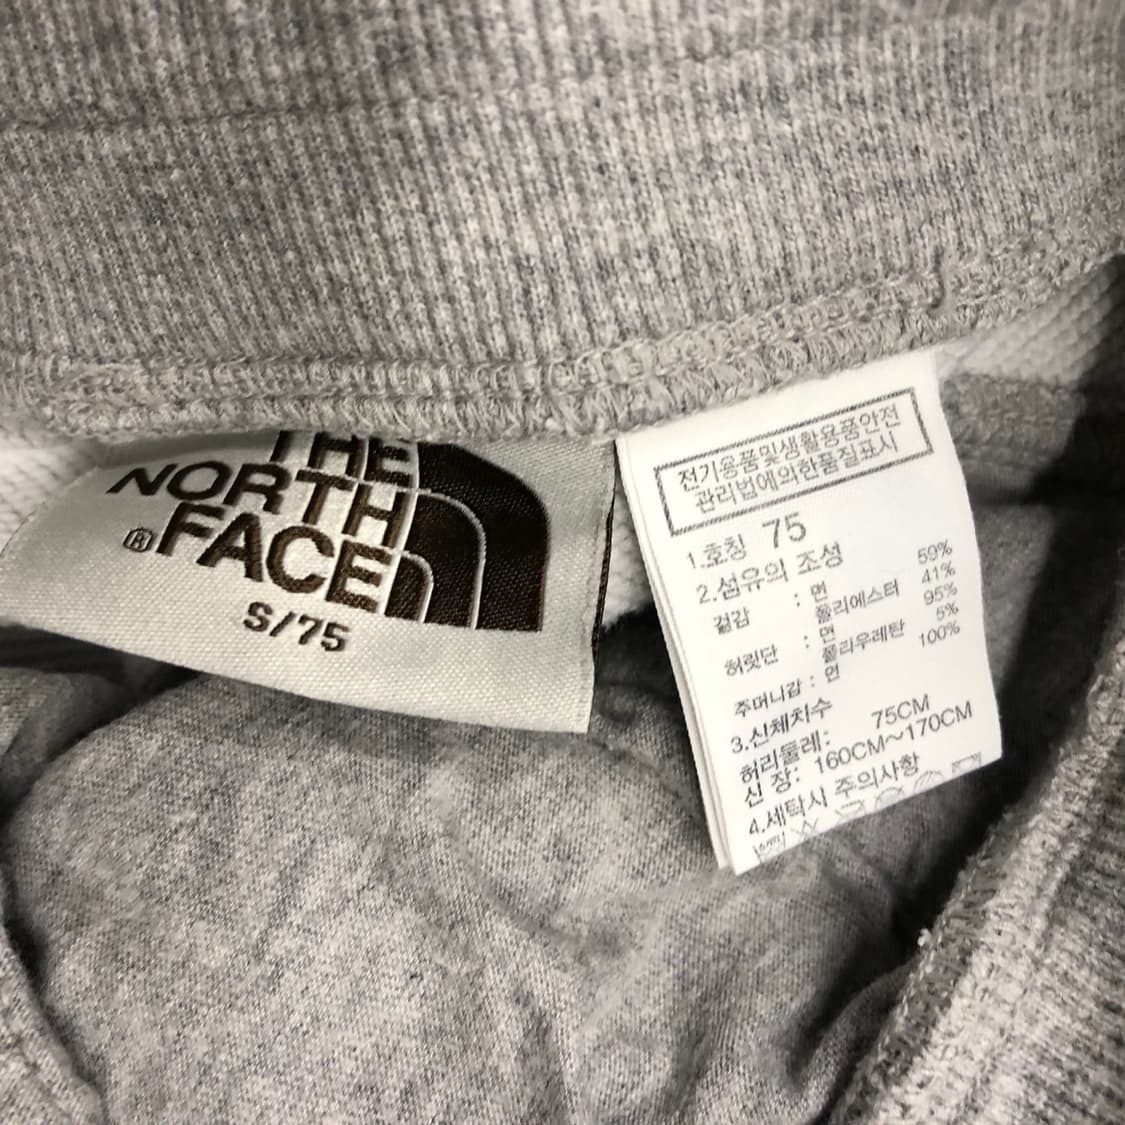 THE
NORTH
®FACE
S/75
전기용품및생활용품안전
관리법에의한품질표시
1.호칭 75
2.섬유의 조성
겉감 : 면 59%
폴리에스터 41%
허릿단 : 면 95%
폴리우레탄 5%
주머니감 : 면 100%
3.신체치수
허리둘레: 75CM
신 장: 160CM~170CM
4.세탁시 주의사항